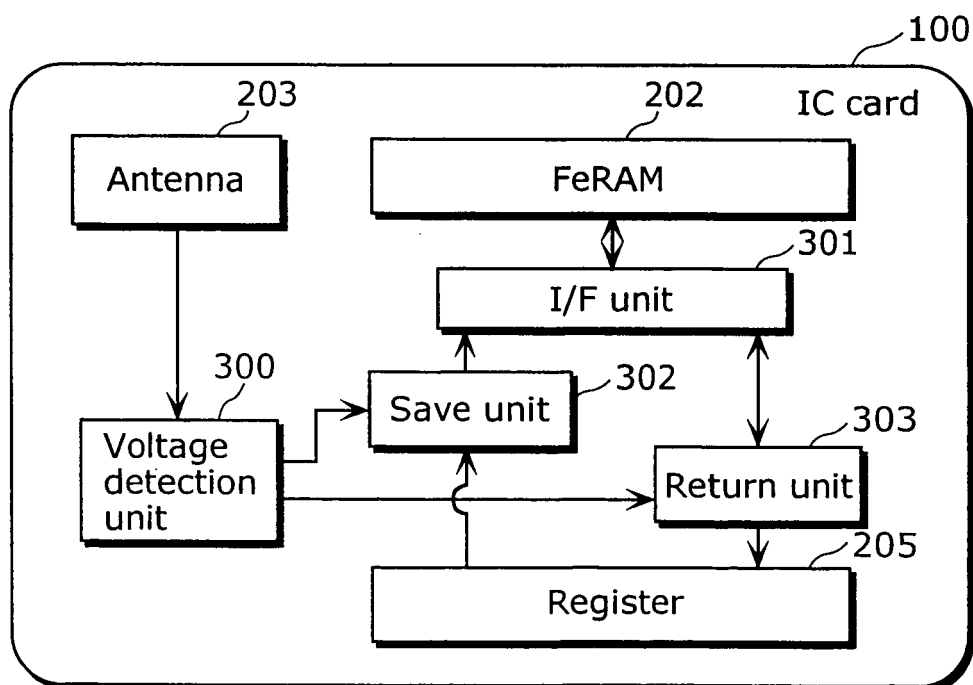 100
IC card
203
202
Antenna
FeRAM
301
I/F unit
300
302
Save unit
303
Voltage
detection
unit
Return unit
205
Register